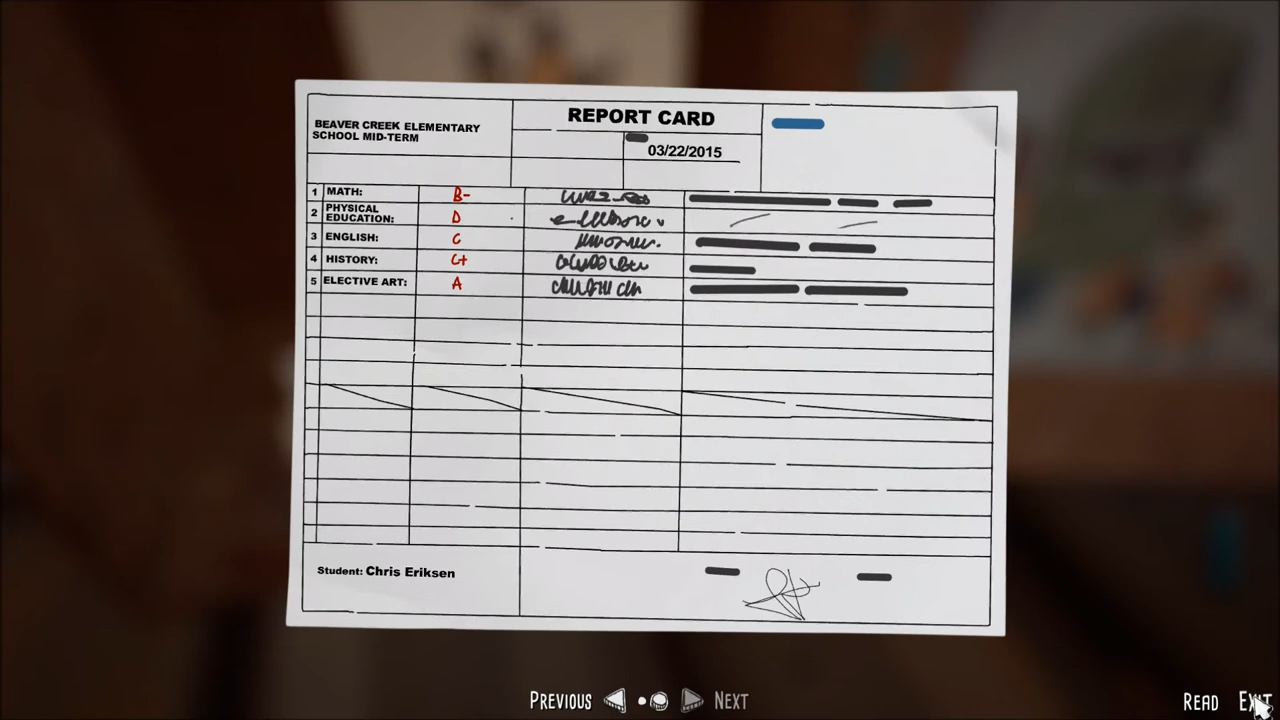 BEAVER CREEK ELEMENTARY
SCHOOL MID-TERM
REPORT CARD
03/22/2015
1 MATH: B-
2 PHYSICAL
EDUCATION: D
3 ENGLISH: C
4 HISTORY: C+
5 ELECTIVE ART: A
Student: Chris Eriksen
PREVIOUS NEXT
READ EXIT